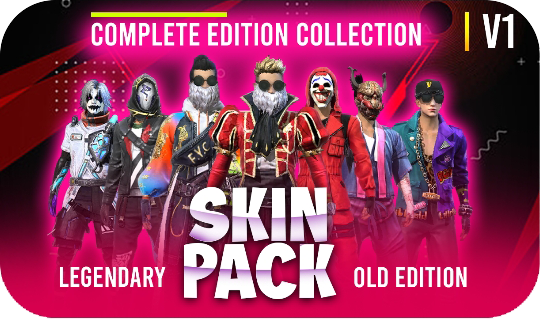 COMPLETE EDITION COLLECTION
V1
SKIN
PACK
LEGENDARY
OLD EDITION